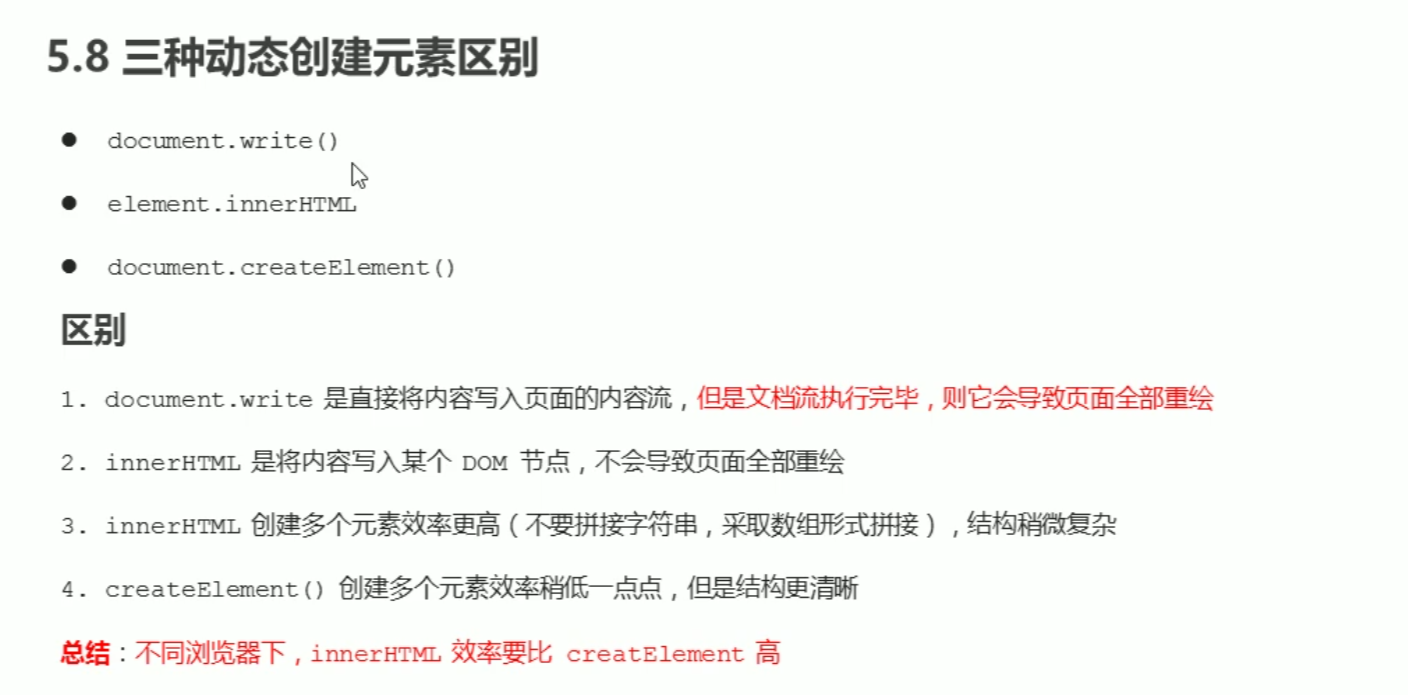 5.8 三种动态创建元素区别
● document.write()
● element.innerHTML
● document.createElement()
区别
1. document.write 是直接将内容写入页面的内容流，但是文档流执行完毕，则它会导致页面全部重绘
2. innerHTML 是将内容写入某个 DOM 节点，不会导致页面全部重绘
3. innerHTML 创建多个元素效率更高（不要拼接字符串，采取数组形式拼接），结构稍微复杂
4. createElement() 创建多个元素效率稍低一点点，但是结构更清晰
总结：不同浏览器下，innerHTML 效率要比 creatElement 高